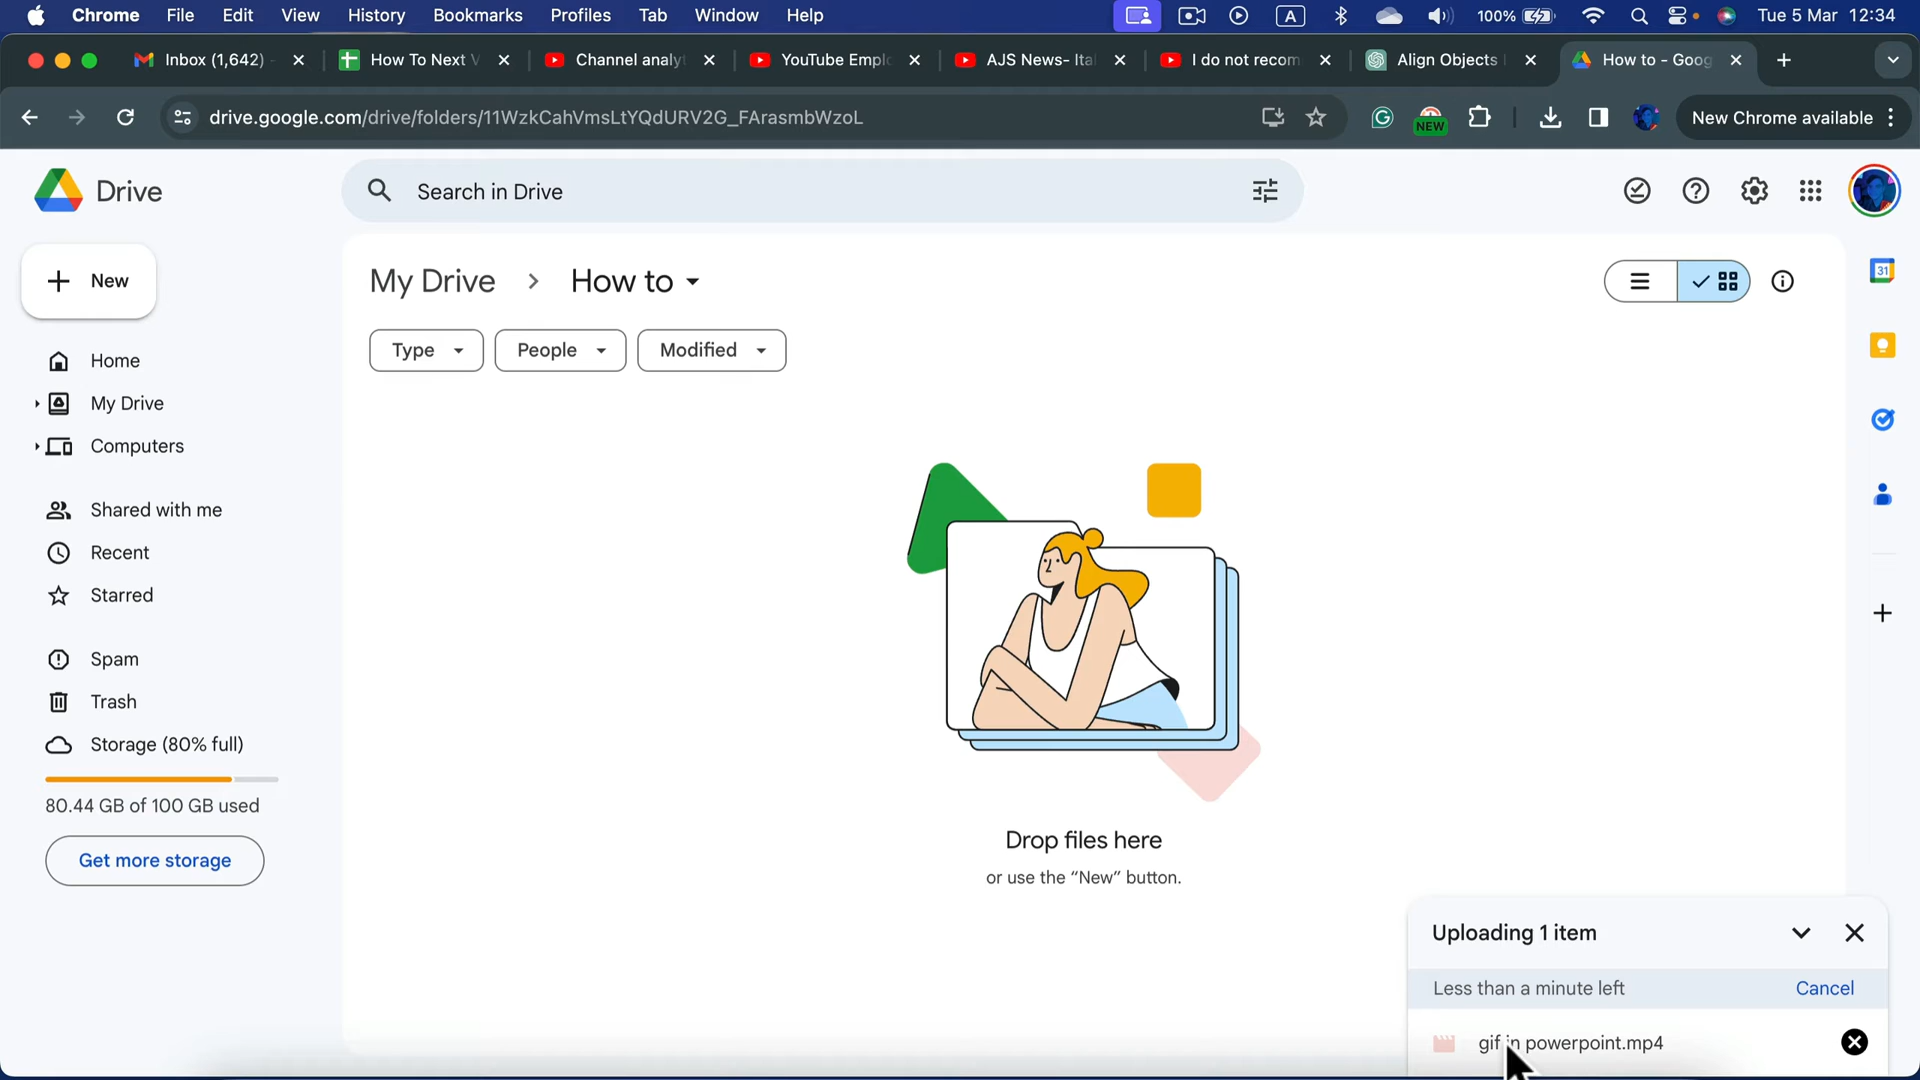 Chrome File Edit View History Bookmarks Profiles Tab Window Help A 100% Tue 5 Mar 12:34
Inbox (1,642) - How To Next V Channel analy YouTube Emplo AJS News- Ital I do not recom Align Objects How to - Goog
drive.google.com/drive/folders/11WzkCahVmsLtYQdURV2G_FArasmbWzoL NEW New Chrome available
Drive
Search in Drive
New
My Drive > How to
31
Type People Modified
Home
My Drive
Computers
Shared with me
Recent
Starred
Spam
Trash
Storage (80% full)
80.44 GB of 100 GB used
Get more storage
Drop files here
or use the “New” button.
Uploading 1 item
Less than a minute left Cancel
gif in powerpoint.mp4